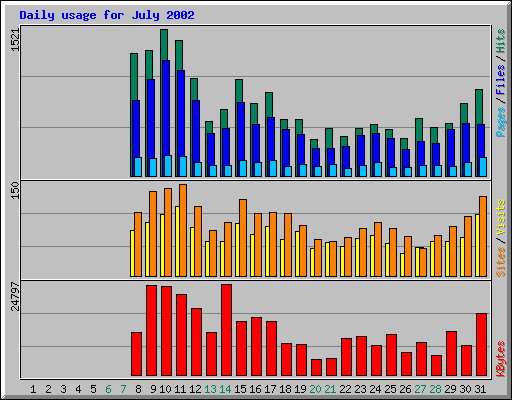 Daily usage for July 2002
1521
150
24797
Pages / Files / Hits
Sites / Visits
KBytes
1 2 3 4 5 6 7 8 9 10 11 12 13 14 15 16 17 18 19 20 21 22 23 24 25 26 27 28 29 30 31